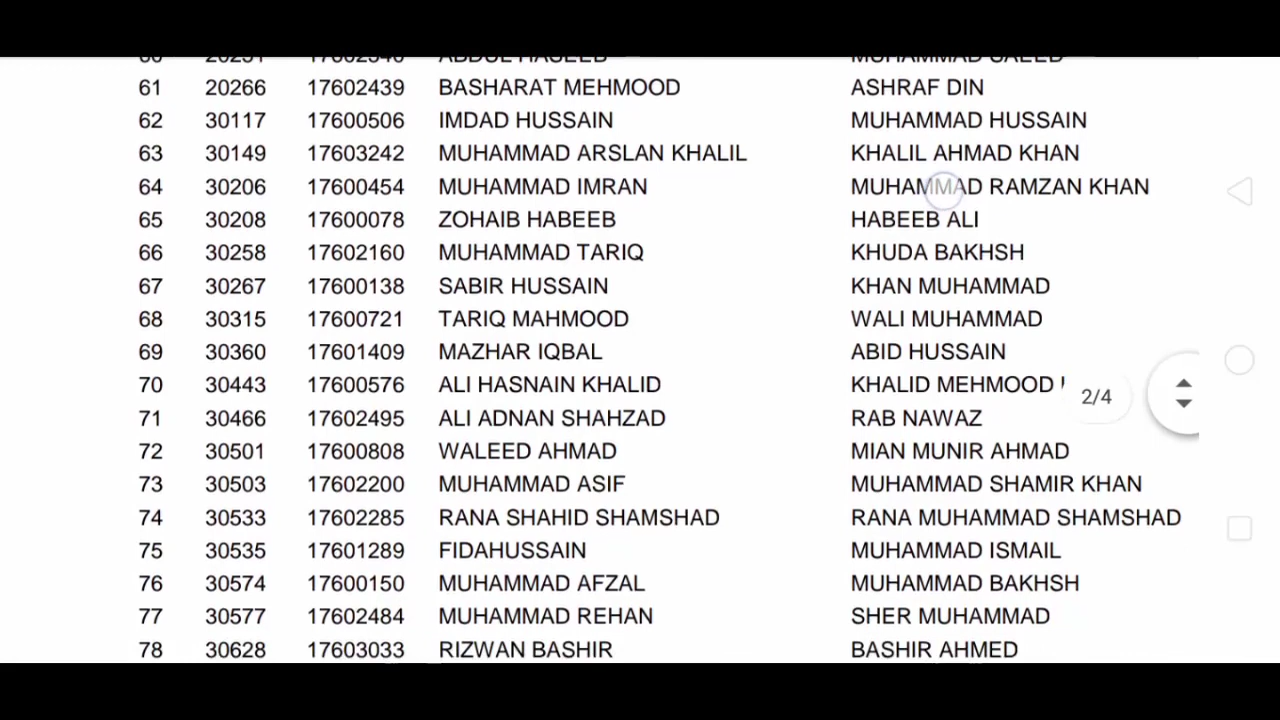 61 20266 17602439 BASHARAT MEHMOOD ASHRAF DIN
62 30117 17600506 IMDAD HUSSAIN MUHAMMAD HUSSAIN
63 30149 17603242 MUHAMMAD ARSLAN KHALIL KHALIL AHMAD KHAN
64 30206 17600454 MUHAMMAD IMRAN MUHAMMAD RAMZAN KHAN
65 30208 17600078 ZOHAIB HABEEB HABEEB ALI
66 30258 17602160 MUHAMMAD TARIQ KHUDA BAKHSH
67 30267 17600138 SABIR HUSSAIN KHAN MUHAMMAD
68 30315 17600721 TARIQ MAHMOOD WALI MUHAMMAD
69 30360 17601409 MAZHAR IQBAL ABID HUSSAIN
70 30443 17600576 ALI HASNAIN KHALID KHALID MEHMOOD
2/4
71 30466 17602495 ALI ADNAN SHAHZAD RAB NAWAZ
72 30501 17600808 WALEED AHMAD MIAN MUNIR AHMAD
73 30503 17602200 MUHAMMAD ASIF MUHAMMAD SHAMIR KHAN
74 30533 17602285 RANA SHAHID SHAMSHAD RANA MUHAMMAD SHAMSHAD
75 30535 17601289 FIDAHUSSAIN MUHAMMAD ISMAIL
76 30574 17600150 MUHAMMAD AFZAL MUHAMMAD BAKHSH
77 30577 17602484 MUHAMMAD REHAN SHER MUHAMMAD
78 30628 17603033 RIZWAN BASHIR BASHIR AHMED